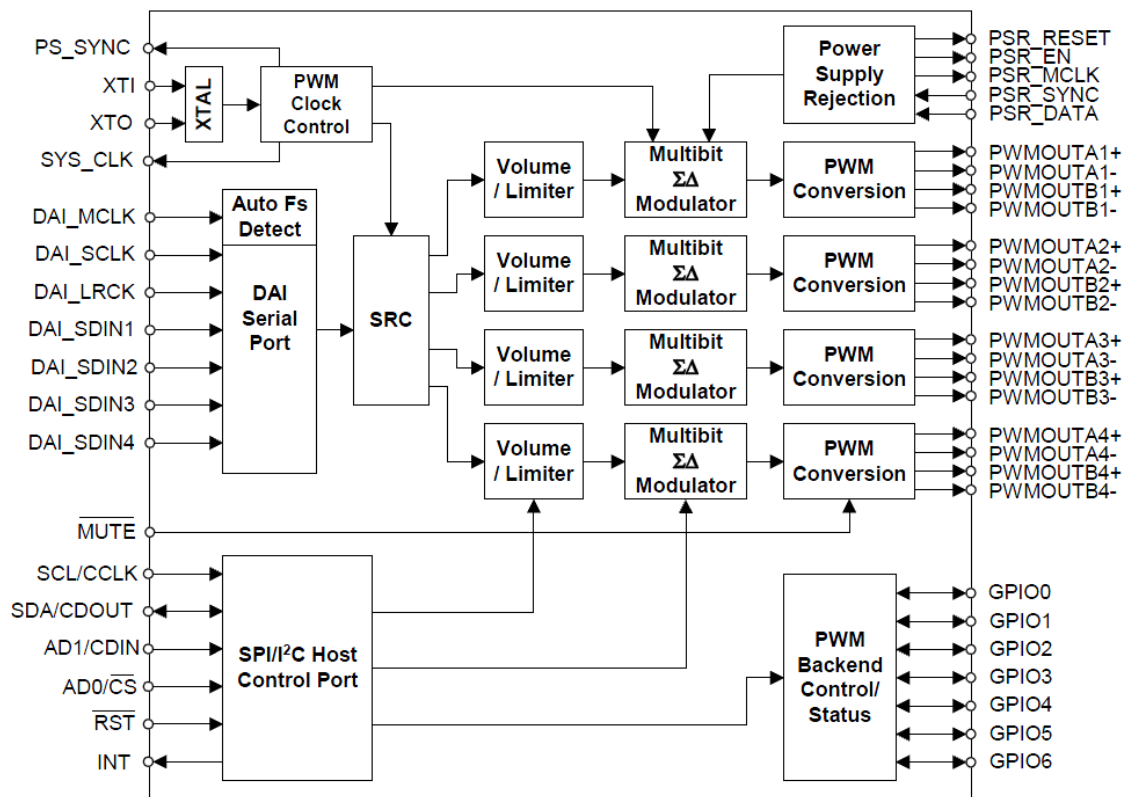 PS_SYNC
XTI
XTO
SYS_CLK
DAI_MCLK
DAI_SCLK
DAI_LRCK
DAI_SDIN1
DAI_SDIN2
DAI_SDIN3
DAI_SDIN4
MUTE
SCL/CCLK
SDA/CDOUT
AD1/CDIN
AD0/CS
RST
INT
XTAL
PWM
Clock
Control
Auto Fs
Detect
DAI
Serial
Port
SRC
SPI/I²C Host
Control Port
Volume
/ Limiter
Multibit
ΣΔ
Modulator
PWM
Conversion
Volume
/ Limiter
Multibit
ΣΔ
Modulator
PWM
Conversion
Volume
/ Limiter
Multibit
ΣΔ
Modulator
PWM
Conversion
Volume
/ Limiter
Multibit
ΣΔ
Modulator
PWM
Conversion
Power
Supply
Rejection
PWM
Backend
Control/
Status
PSR_RESET
PSR_EN
PSR_MCLK
PSR_SYNC
PSR_DATA
PWMOUTA1+
PWMOUTA1-
PWMOUTB1+
PWMOUTB1-
PWMOUTA2+
PWMOUTA2-
PWMOUTB2+
PWMOUTB2-
PWMOUTA3+
PWMOUTA3-
PWMOUTB3+
PWMOUTB3-
PWMOUTA4+
PWMOUTA4-
PWMOUTB4+
PWMOUTB4-
GPIO0
GPIO1
GPIO2
GPIO3
GPIO4
GPIO5
GPIO6